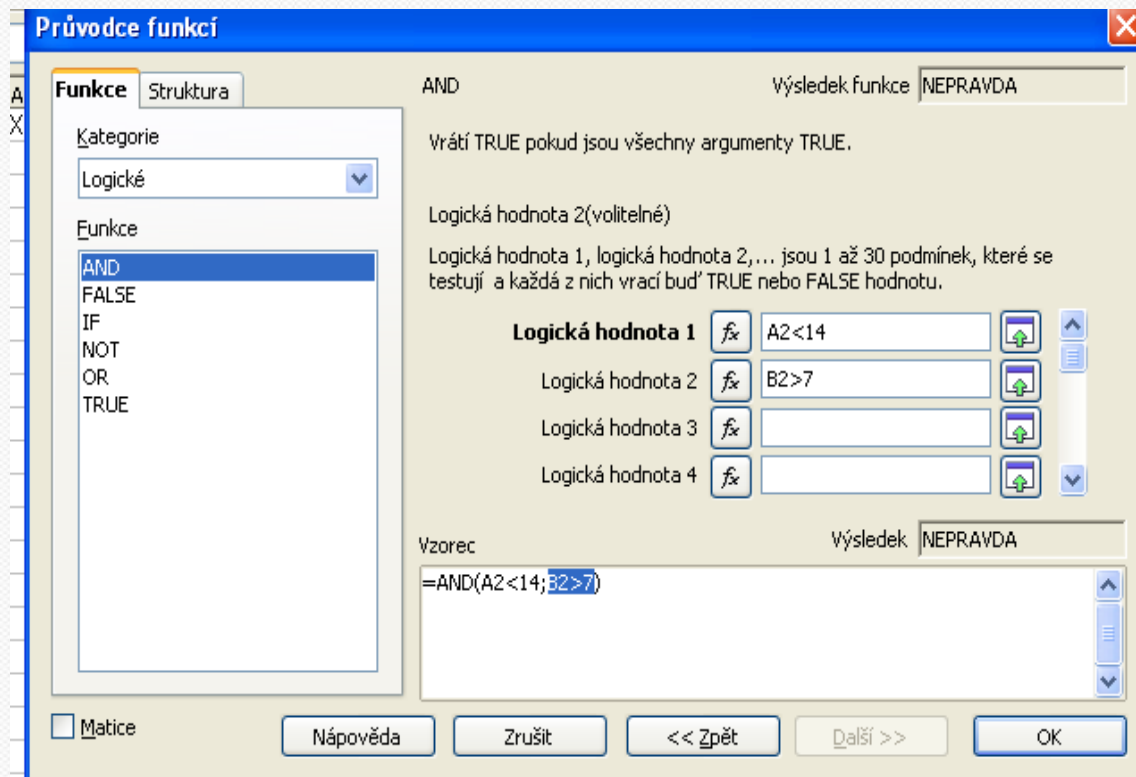 Průvodce funkcí
A
X
Funkce Struktura
Kategorie
Logické
Funkce
AND
FALSE
IF
NOT
OR
TRUE
Matice
AND
Výsledek funkce NEPRAVDA
Vrátí TRUE pokud jsou všechny argumenty TRUE.
Logická hodnota 2(volitelné)
Logická hodnota 1, logická hodnota 2,... jsou 1 až 30 podmínek, které se
testují a každá z nich vrací buď TRUE nebo FALSE hodnotu.
Logická hodnota 1 fx A2<14
Logická hodnota 2 fx B2>7
Logická hodnota 3 fx
Logická hodnota 4 fx
Vzorec
Výsledek NEPRAVDA
=AND(A2<14;B2>7)
Nápověda Zrušit << Zpět Další >> OK